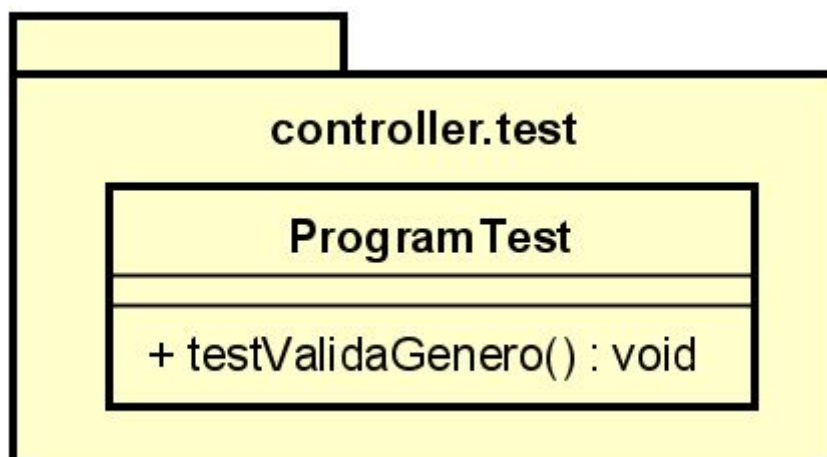 controller.test
ProgramTest
+ testValidaGenero() : void